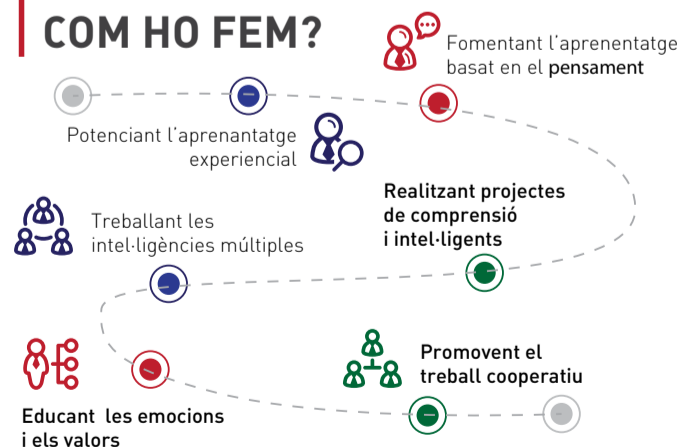 COM HO FEM?
Fomentant l'aprenentatge
basat en el pensament
Potenciant l'aprenantatge
experiencial
Realitzant projectes
de comprensió
i intel·ligents
Treballant les
intel·ligències múltiples
Promovent el
treball cooperatiu
Educant les emocions
i els valors